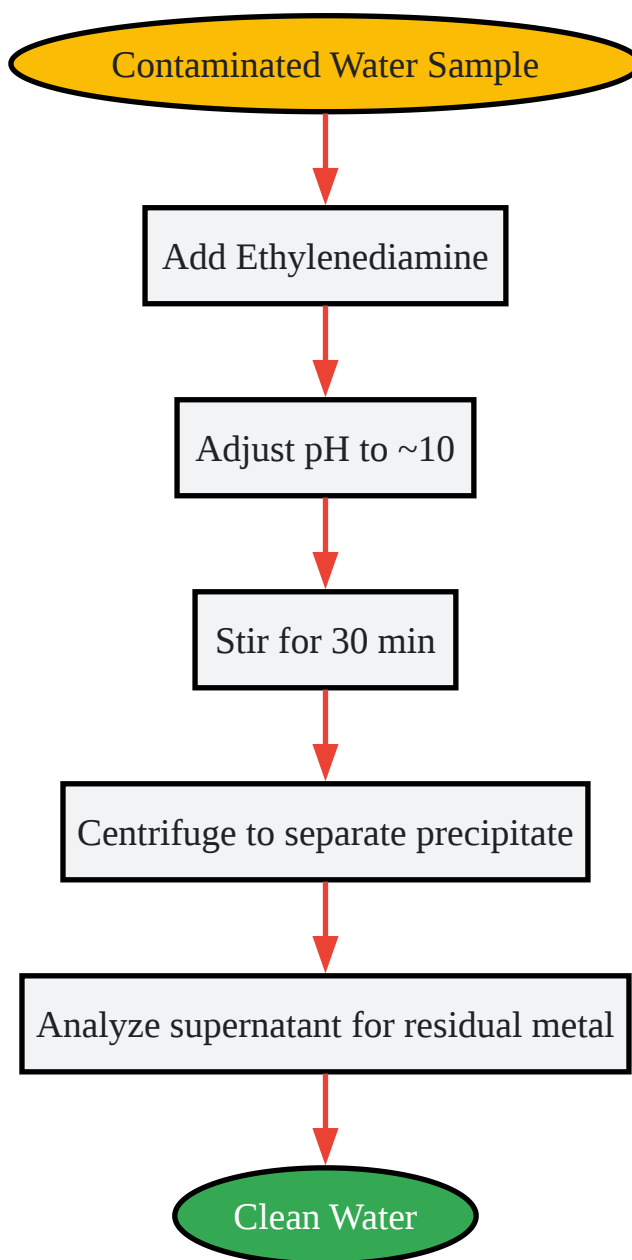 Contaminated Water Sample
Add Ethylenediamine
Adjust pH to ~10
Stir for 30 min
Centrifuge to separate precipitate
Analyze supernatant for residual metal
Clean Water